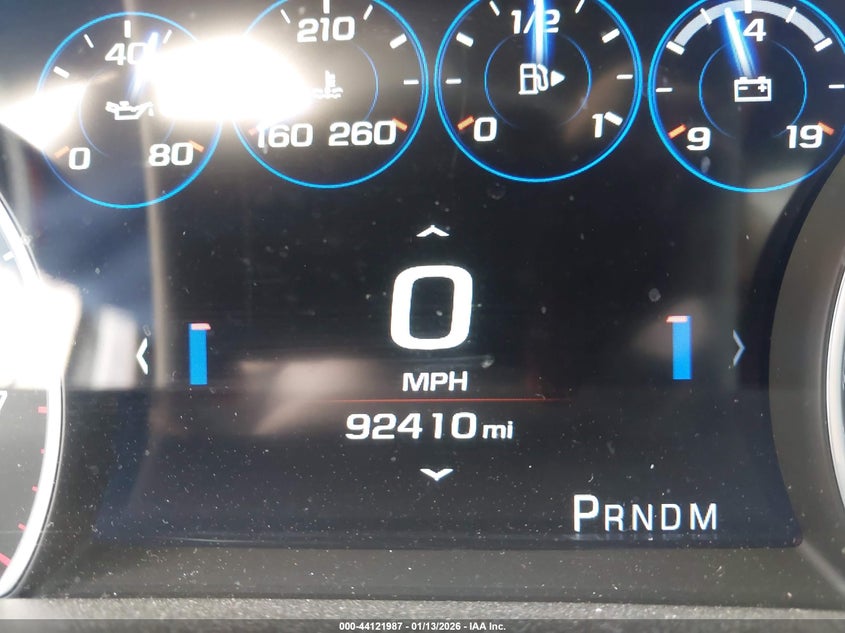 40 210 1/2 14
0 80 160 260 0 1 9 19
0
MPH
92410 mi
PRNDM
7
000-44121987 - 01/13/2026 - IAA Inc.